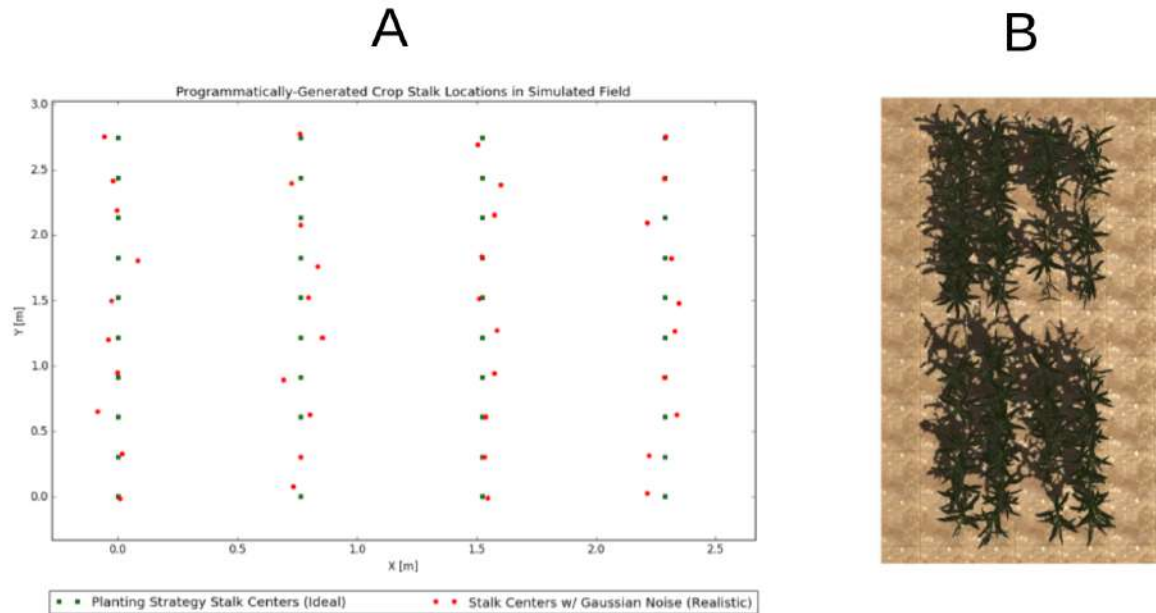 A
B
Programmatically-Generated Crop Stalk Locations in Simulated Field
3.0
2.5
2.0
1.5
1.0
0.5
0.0
Y [m]
0.0 0.5 1.0 1.5 2.0 2.5
X [m]
Planting Strategy Stalk Centers (Ideal) Stalk Centers w/ Gaussian Noise (Realistic)